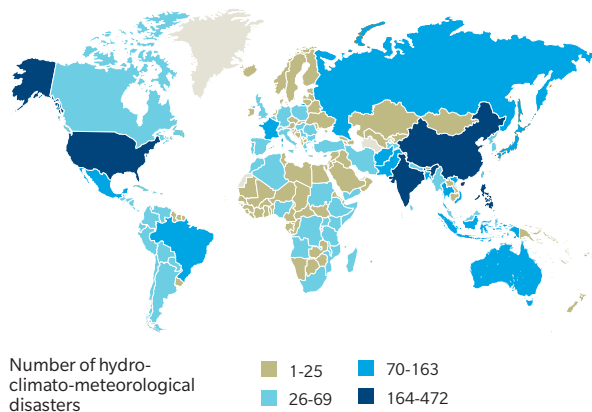 Number of hydro-
climato-meteorological
disasters
1-25
26-69
70-163
164-472